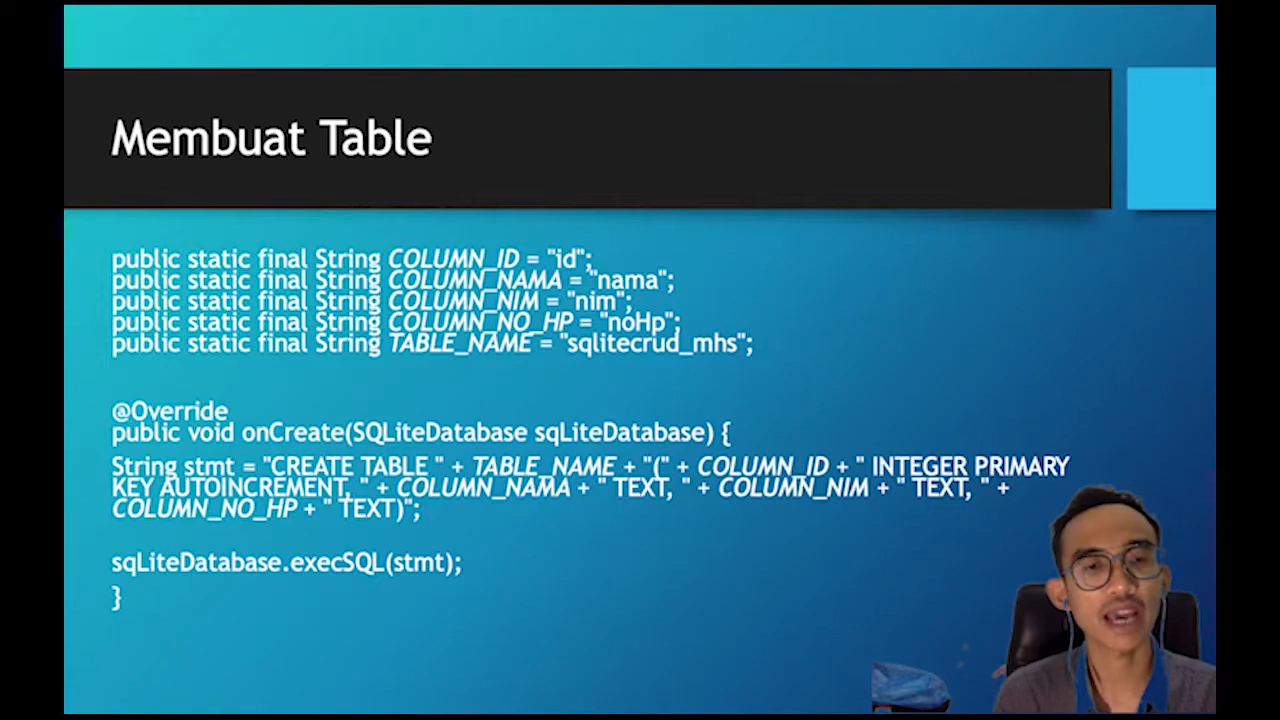 Membuat Table
public static final String COLUMN_ID = "id";
public static final String COLUMN_NAMA = "nama";
public static final String COLUMN_NIM = "nim";
public static final String COLUMN_NO_HP = "noHp";
public static final String TABLE_NAME = "sqlitecrud_mhs";
@Override
public void onCreate(SQLiteDatabase sqLiteDatabase) {
String stmt = "CREATE TABLE " + TABLE_NAME + "(" + COLUMN_ID + " INTEGER PRIMARY
KEY AUTOINCREMENT, " + COLUMN_NAMA + " TEXT, " + COLUMN_NIM + " TEXT, " +
COLUMN_NO_HP + " TEXT)";
sqLiteDatabase.execSQL(stmt);
}